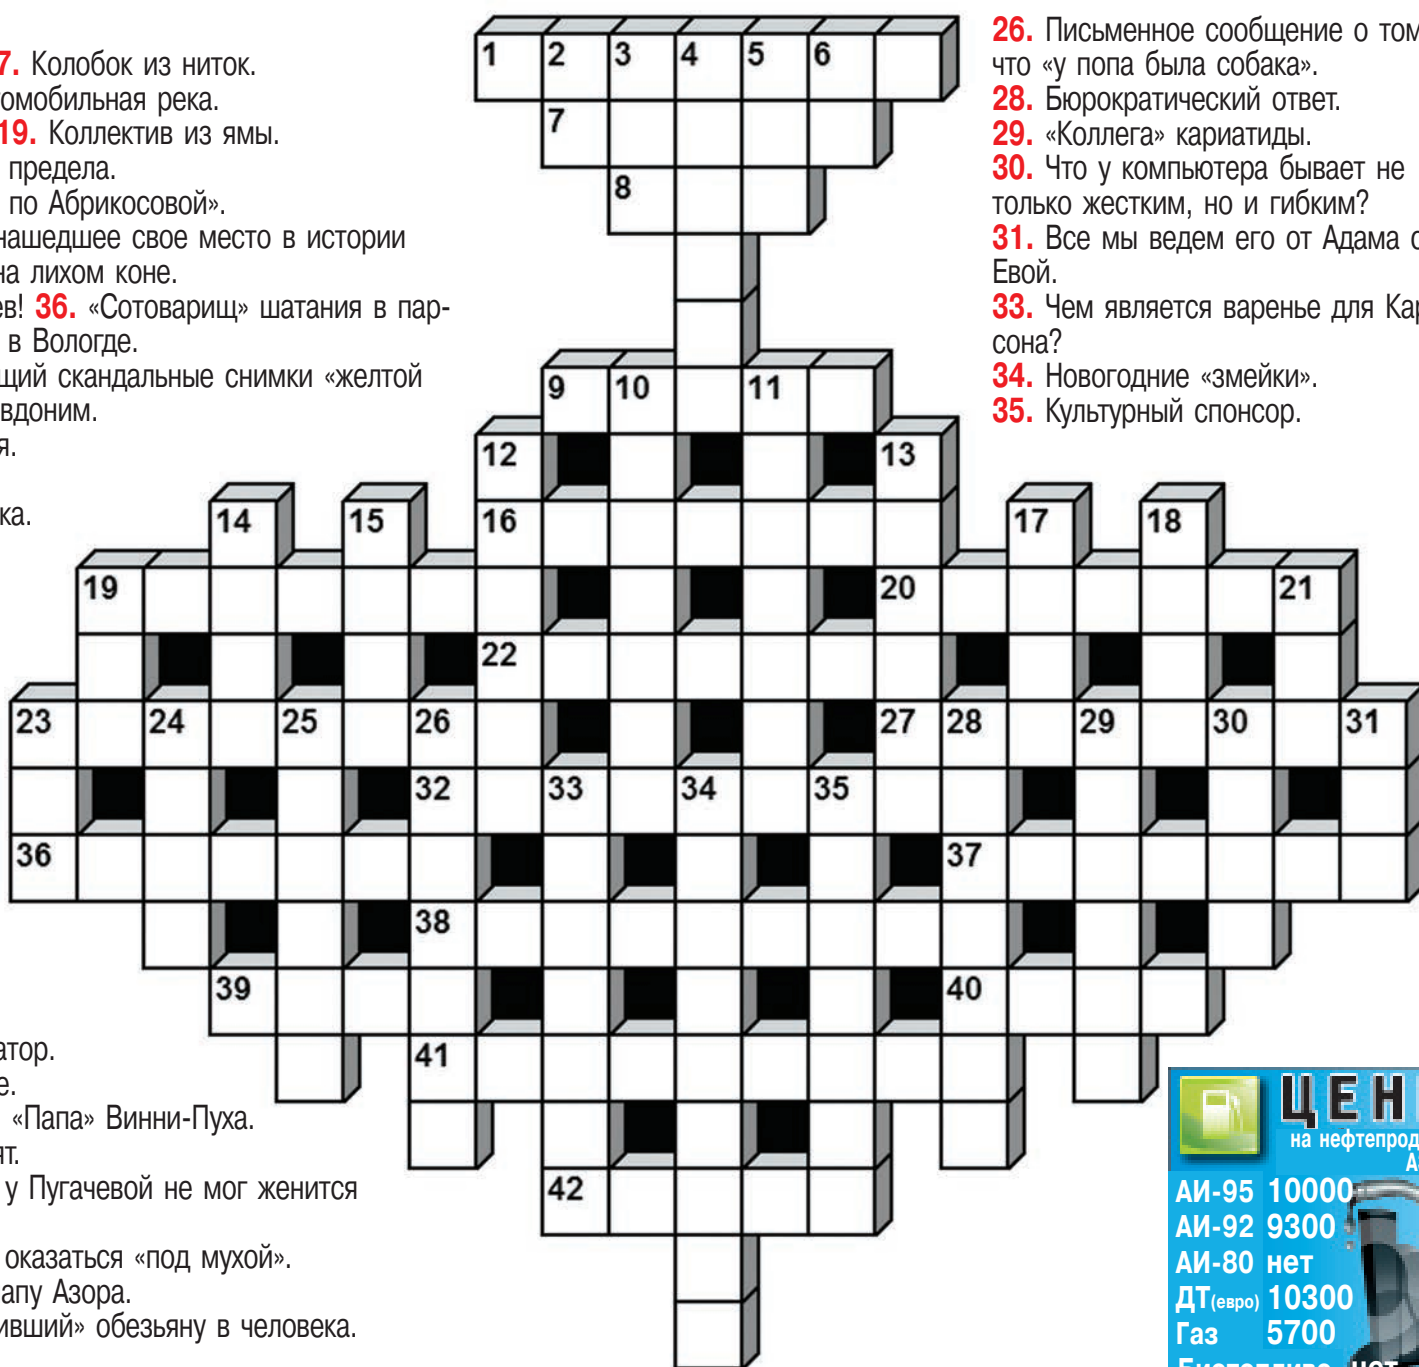 7. Колобок из ниток.
томобильная река.
19. Коллектив из ямы.
предела.
по Абрикосовой».
нашедшее свое место в истории
на лихом коне.
ев! 36. «Сотоварищ» шатания в пар-
в Вологде.
щий скандальные снимки «желтой
вдоним.
я.
ка.
атор.
е.
«Папа» Винни-Пуха.
ят.
у Пугачевой не мог женится
оказаться «под мухой».
апу Азора.
ивший» обезьяну в человека.
26. Письменное сообщение о том
что «у попа была собака».
28. Бюрократический ответ.
29. «Коллега» кариатиды.
30. Что у компьютера бывает не
только жестким, но и гибким?
31. Все мы ведем его от Адама с
Евой.
33. Чем является варенье для Кар
сона?
34. Новогодние «змейки».
35. Культурный спонсор.
1 2 3 4 5 6
7
8
9 10 11
12 13
14 15 16 17 18
19 20 21
22
23 24 25 26 27 28 29 30 31
32 33 34 35
36 37
38
39 40
41
42
ЦЕН
на нефтепрод
АИ-95 10000
АИ-92 9300
АИ-80 нет
ДТ(евро) 10300
Газ 5700